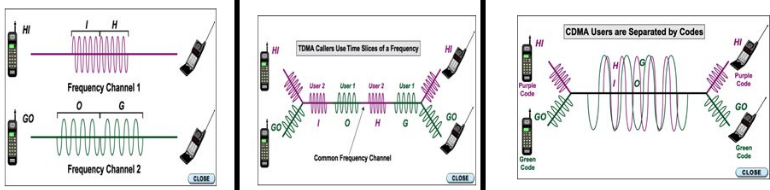 HI
I H
Frequency Channel 1
GO
O G
Frequency Channel 2
CLOSE
TDMA Callers Use Time Slices of a Frequency
HI
HI
User 2 User 1 User 2 User 1
GO
GO
I O H G
Common Frequency Channel
CLOSE
CDMA Users are Separated by Codes
HI
HI
H G
I O
Purple
Code
Purple
Code
GO
GO
Green
Code
Green
Code
CLOSE